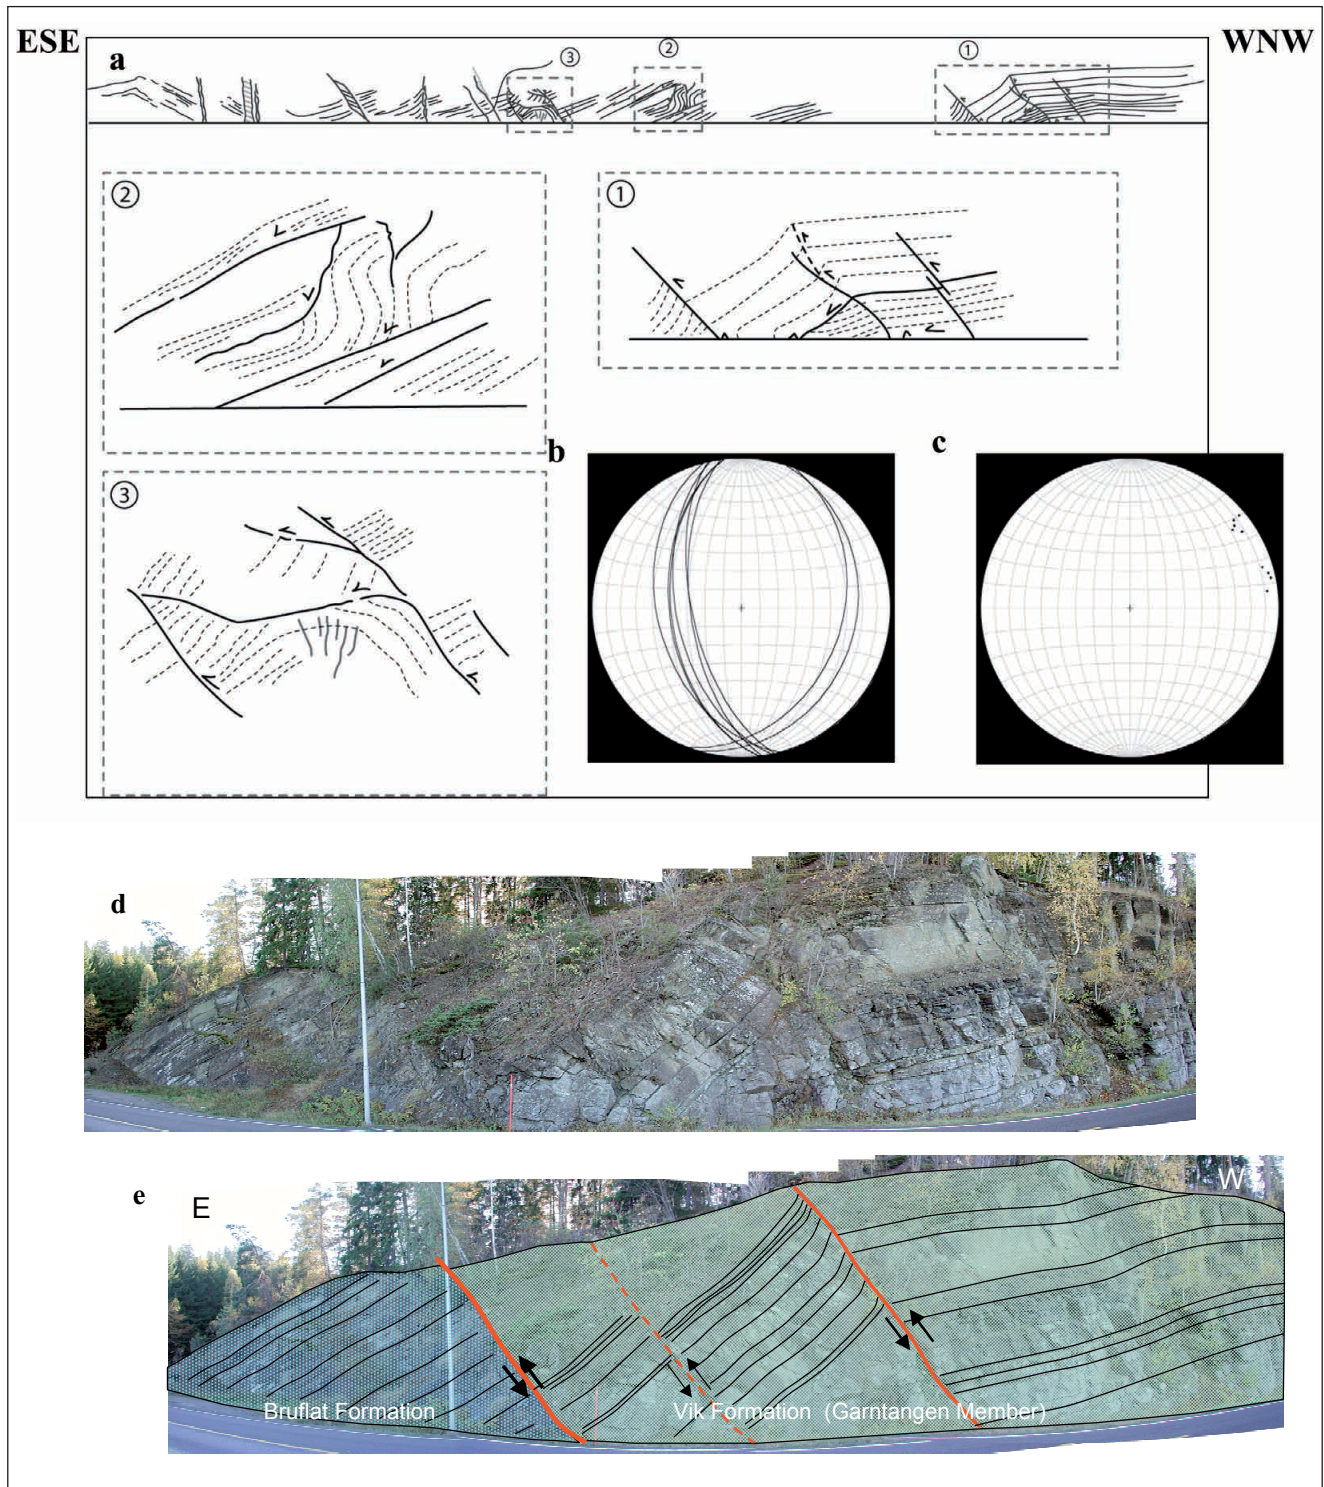 ESE
WNW
a
③
②
①
②
①
b
c
③
d
e
E
W
Bruflat Formation
Vik Formation (Garntangen Member)